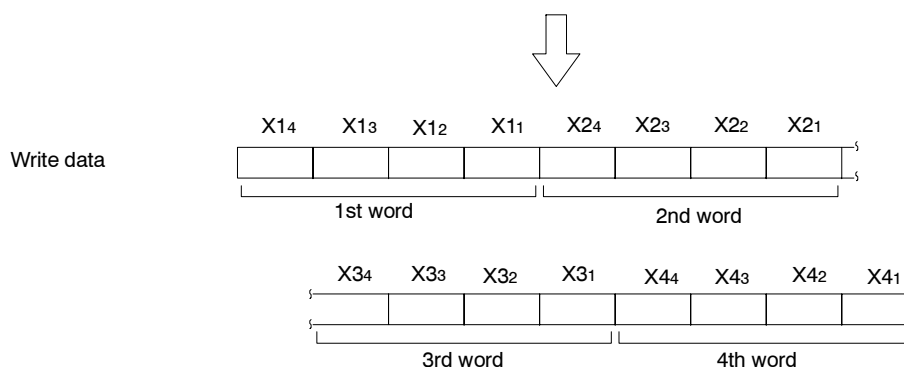 X14 X13 X12 X11 X24 X23 X22 X21
Write data
1st word 2nd word
X34 X33 X32 X31 X44 X43 X42 X41
3rd word 4th word